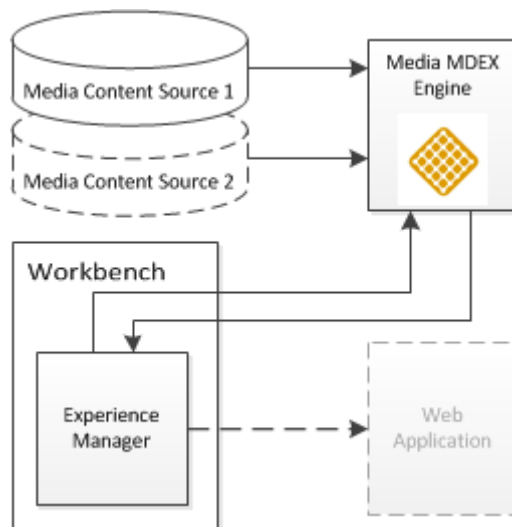 Media Content Source 1
Media MDEX
Engine
Media Content Source 2
Workbench
Experience
Manager
Web
Application